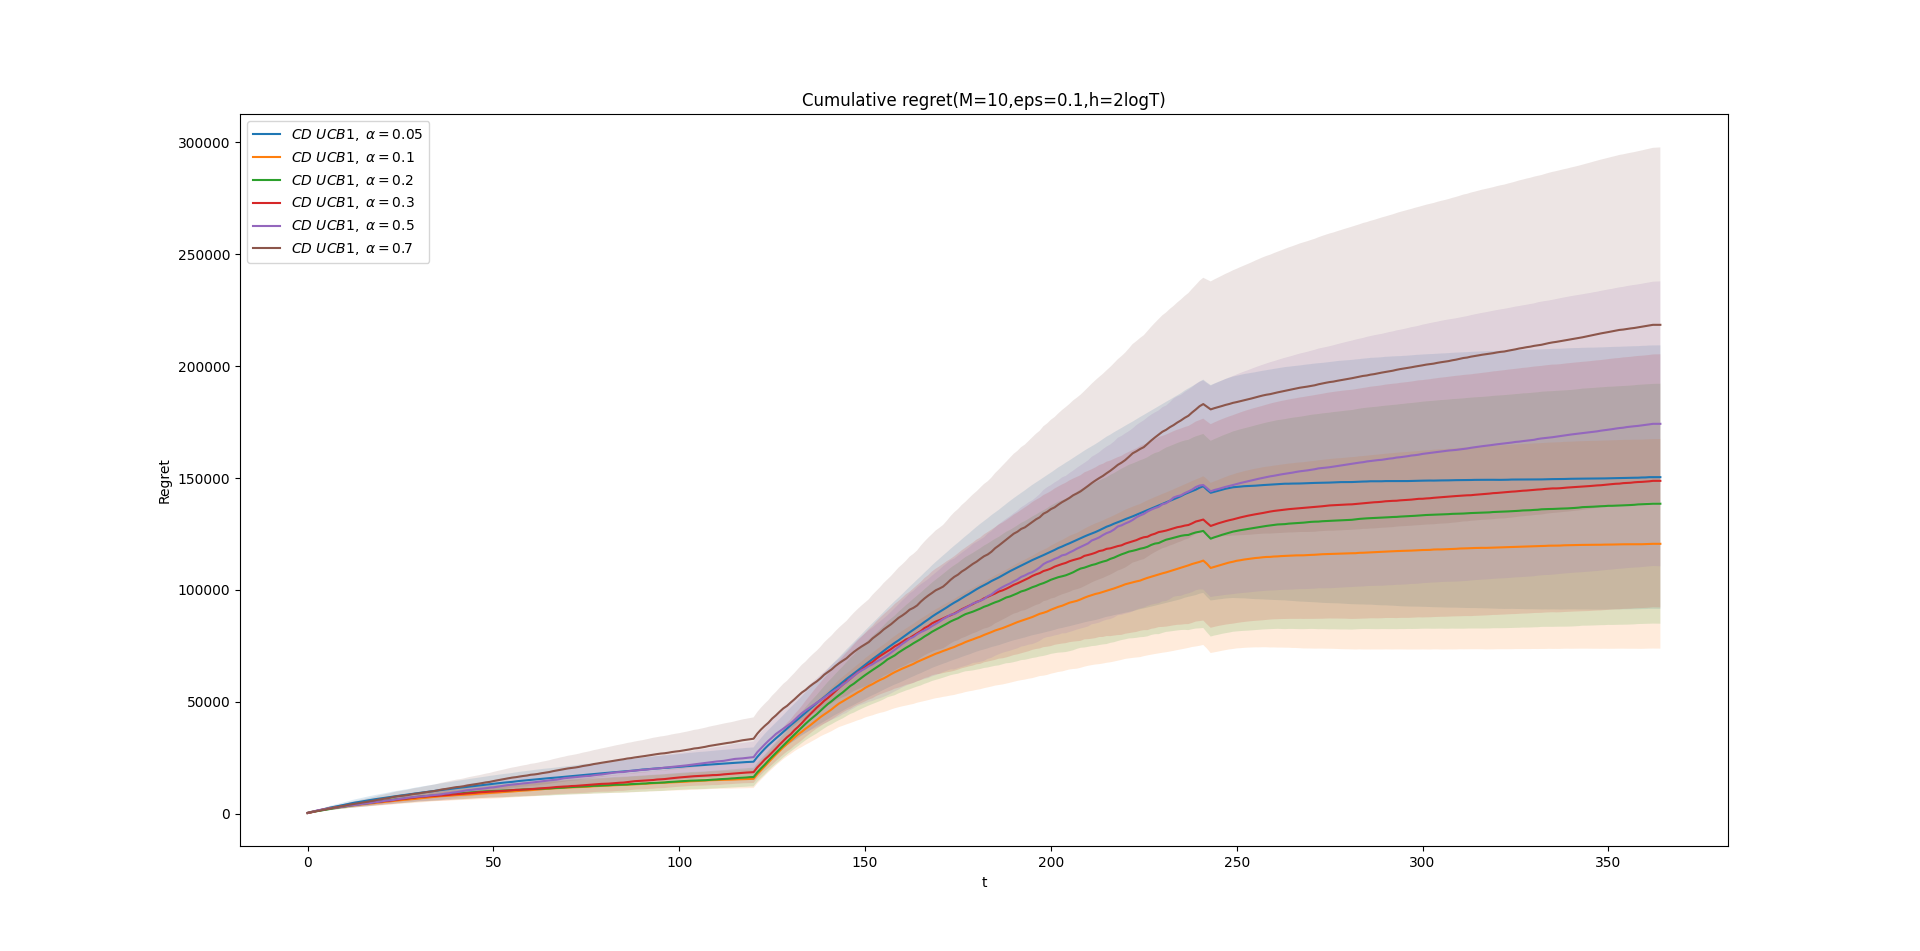 Cumulative regret(M=10,eps=0.1,h=2logT)
CD UCB1, α = 0.05
CD UCB1, α = 0.1
CD UCB1, α = 0.2
CD UCB1, α = 0.3
CD UCB1, α = 0.5
CD UCB1, α = 0.7
300000
250000
200000
150000
100000
50000
0
Regret
0 50 100 150 200 250 300 350
t